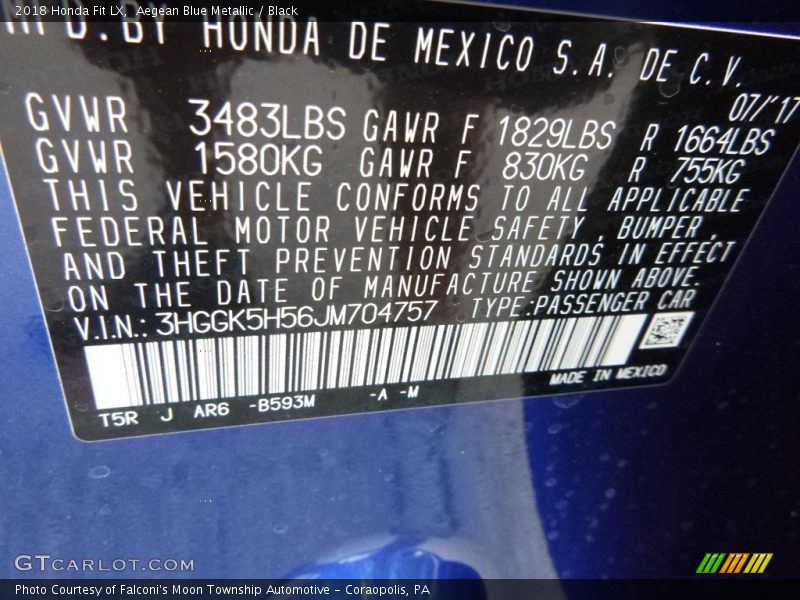 2018 Honda Fit LX, Aegean Blue Metallic / Black
MFD.BY HONDA DE MEXICO S.A. DE C.V.
07/'17
GVWR 3483LBS GAWR F 1829LBS R 1664LBS
GVWR 1580KG GAWR F 830KG R 755KG
THIS VEHICLE CONFORMS TO ALL APPLICABLE
FEDERAL MOTOR VEHICLE SAFETY, BUMPER,
AND THEFT PREVENTION STANDARDS IN EFFECT
ON THE DATE OF MANUFACTURE SHOWN ABOVE.
V.I.N.: 3HGGK5H56JM704757 TYPE:PASSENGER CAR
MADE IN MEXICO
T5R J AR6 -B593M -A -M
GTCARLOT.COM
Photo Courtesy of Falconi's Moon Township Automotive - Coraopolis, PA